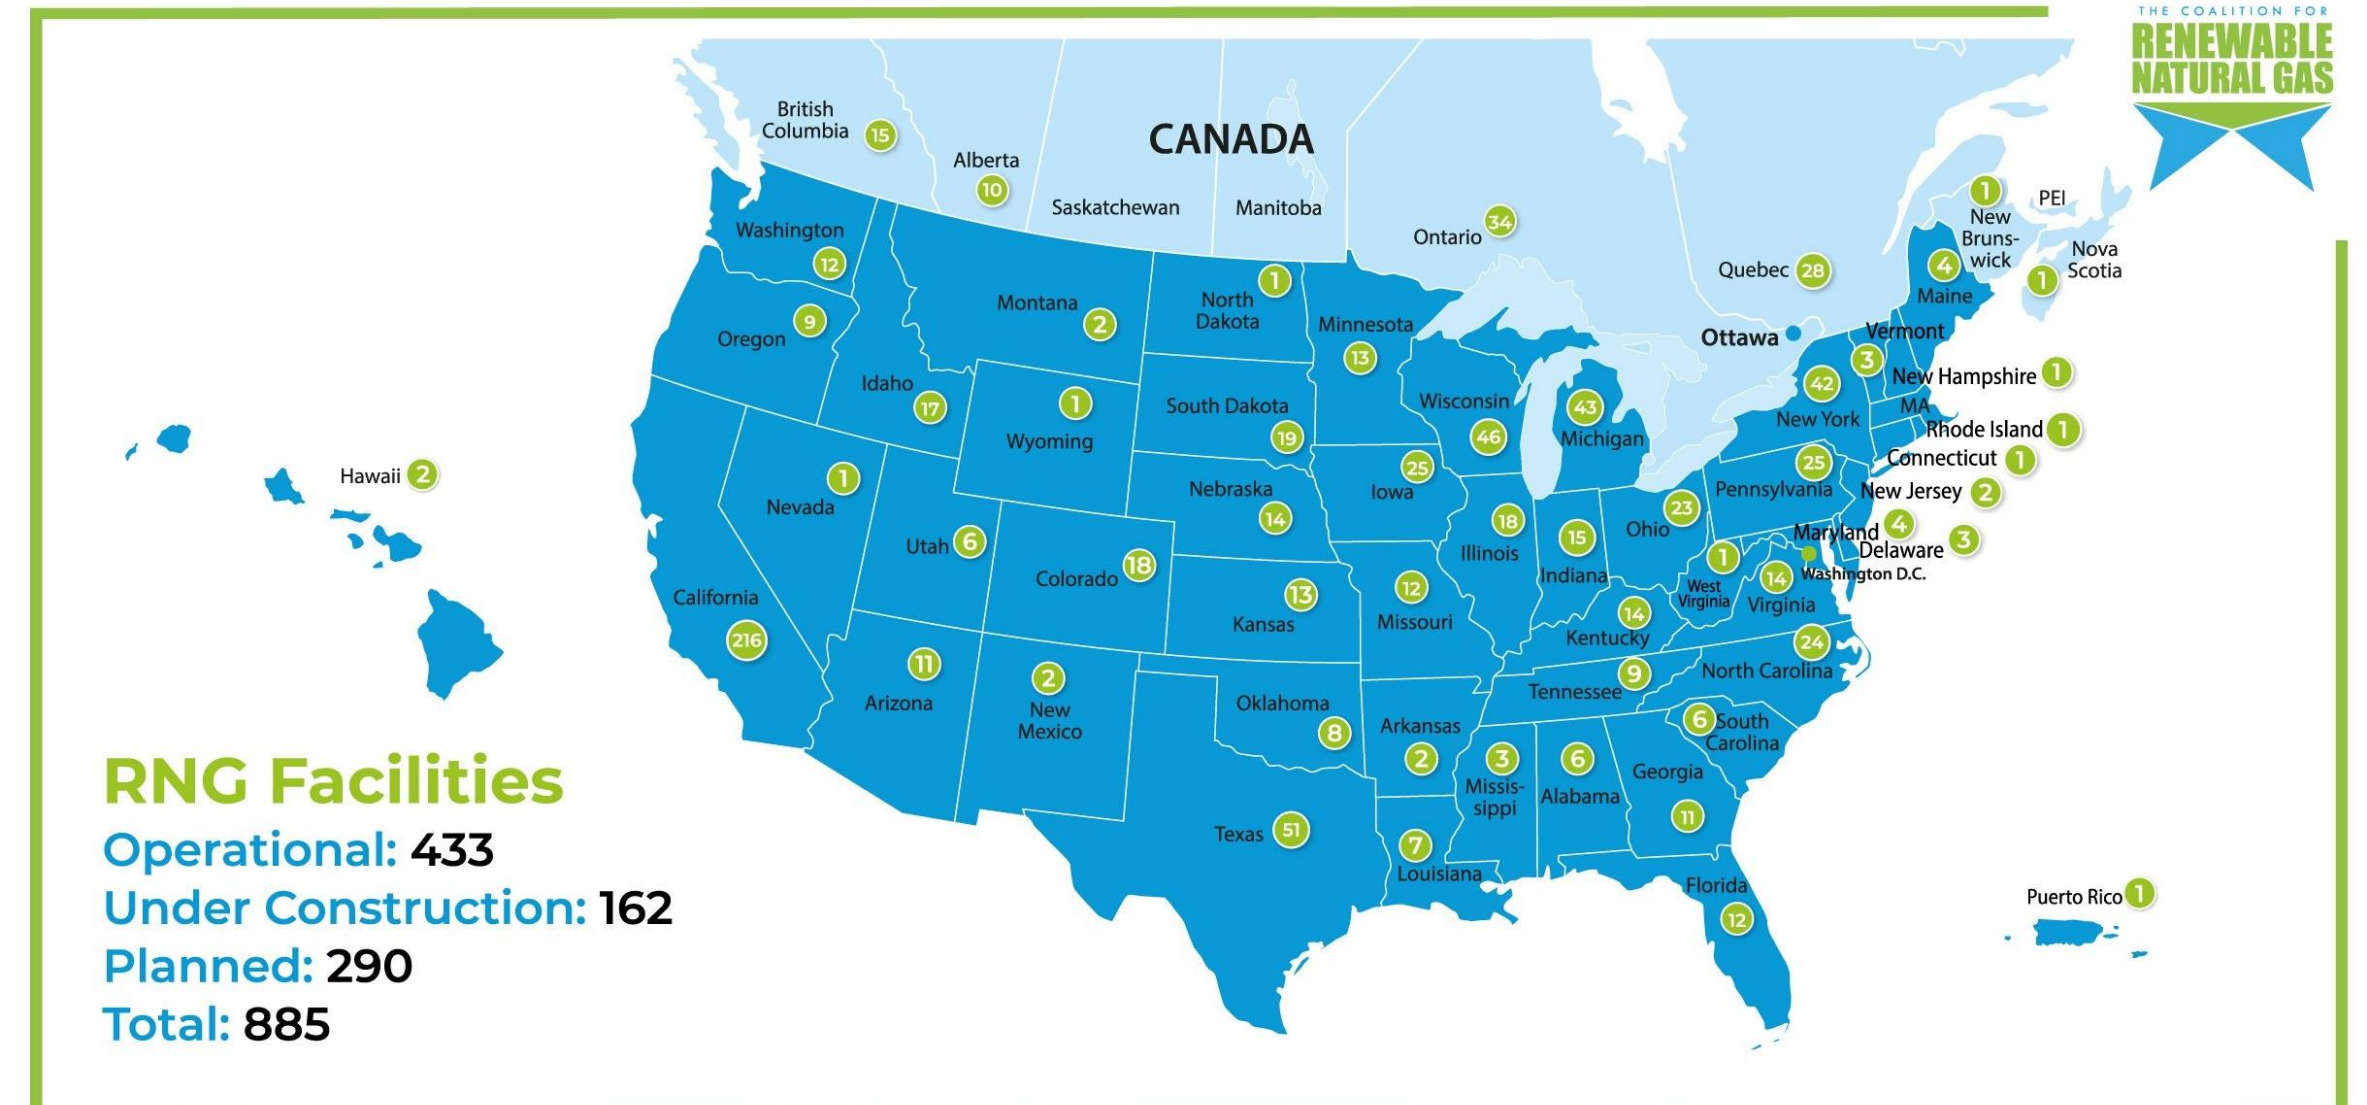 THE COALITION FOR
RENEWABLE
NATURAL GAS
CANADA
British
Columbia
15
Alberta
10
Saskatchewan
Manitoba
Ontario
34
Quebec
28
1
New
Bruns-
wick
PEI
Nova
Scotia
1
Ottawa
Washington
12
Oregon
9
Idaho
17
Montana
2
North
Dakota
1
Minnesota
13
Wisconsin
46
43
Michigan
4
Maine
Vermont
3
New Hampshire 1
42
New York
MA
Rhode Island 1
Connecticut 1
25
Pennsylvania
New Jersey 2
Maryland 4
Delaware 3
Washington D.C.
1
Wyoming
South Dakota
19
25
Iowa
Nebraska
14
Hawaii 2
1
Nevada
Utah 6
Colorado 18
California
216
Kansas
13
12
Missouri
18
Illinois
15
Indiana
Ohio
23
1
West
Virginia
14
Virginia
14
Kentucky
24
North Carolina
Tennessee
9
11
Arizona
2
New
Mexico
Oklahoma
8
Arkansas
2
3
Missis-
sippi
6
Alabama
Georgia
11
6 South
Carolina
Texas 51
7
Louisiana
Florida
12
Puerto Rico 1
RNG Facilities
Operational: 433
Under Construction: 162
Planned: 290
Total: 885